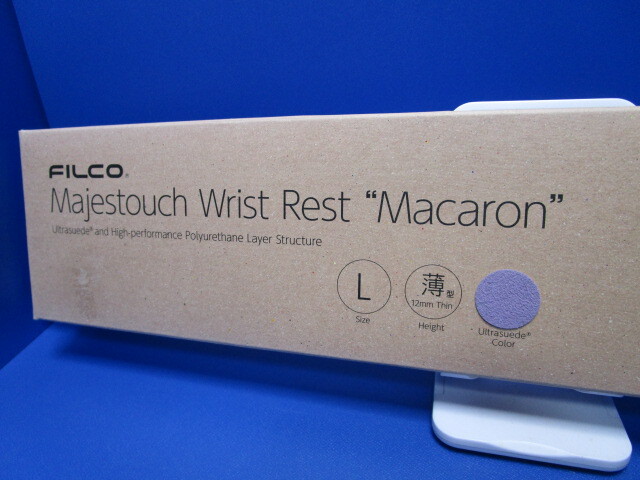 FILCO®
Majestouch Wrist Rest “Macaron”
Ultrasuede® and High-performance Polyurethane Layer Structure
L
Size
薄型
12mm Thin
Height
Ultrasuede®
Color